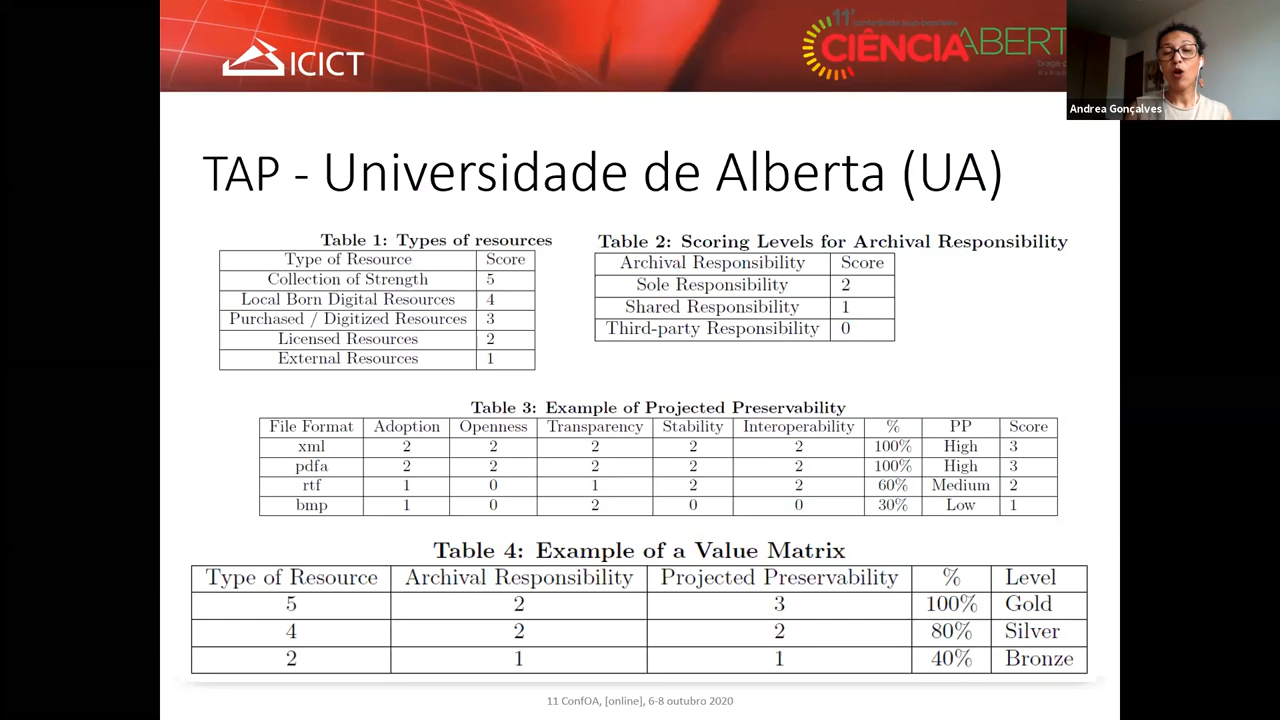 11ª conferência luso-brasileira
CIÊNCIA ABERT
ICICT
Andrea Gonçalves
TAP - Universidade de Alberta (UA)
Table 1: Types of resources
Type of Resource Score
Collection of Strength 5
Local Born Digital Resources 4
Purchased / Digitized Resources 3
Licensed Resources 2
External Resources 1
Table 2: Scoring Levels for Archival Responsibility
Archival Responsibility Score
Sole Responsibility 2
Shared Responsibility 1
Third-party Responsibility 0
Table 3: Example of Projected Preservability
File Format Adoption Openness Transparency Stability Interoperability % PP Score
xml 2 2 2 2 2 100% High 3
pdfa 2 2 2 2 2 100% High 3
rtf 1 0 1 2 2 60% Medium 2
bmp 1 0 2 0 0 30% Low 1
Table 4: Example of a Value Matrix
Type of Resource Archival Responsibility Projected Preservability % Level
5 2 3 100% Gold
4 2 2 80% Silver
2 1 1 40% Bronze
11 ConfOA, [online], 6-8 outubro 2020